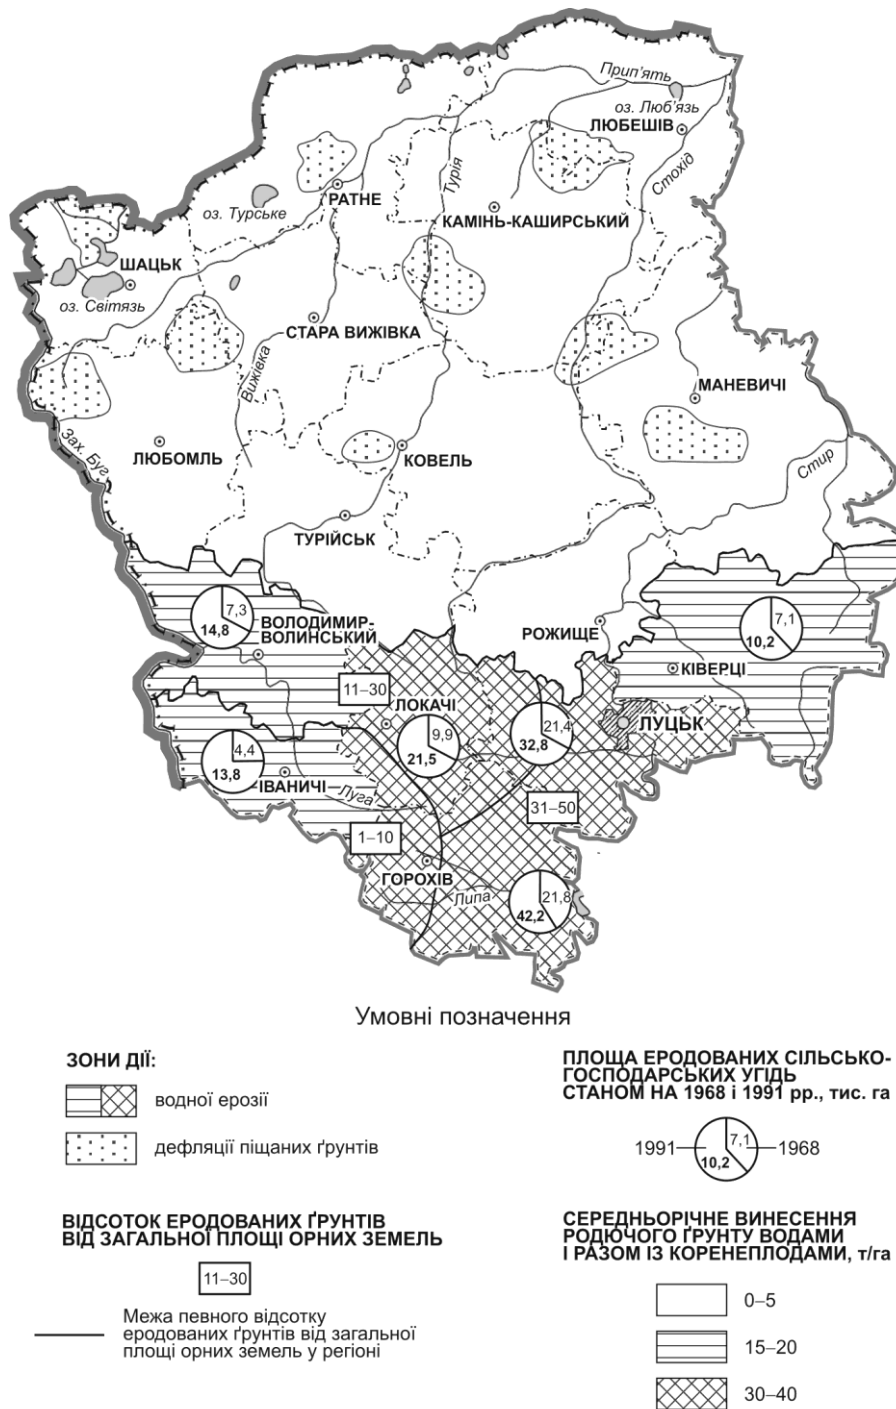 Прип'ять
оз. Люб'язь
ЛЮБЕШІВ
Турія
Стохід
РАТНЕ
оз. Турське
КАМІНЬ-КАШИРСЬКИЙ
ШАЦЬК
оз. Світязь
СТАРА ВИЖІВКА
Вижівка
МАНЕВИЧІ
Зах. Буг
ЛЮБОМЛЬ
КОВЕЛЬ
Стир
ТУРІЙСЬК
7,3
14,8
ВОЛОДИМИР-
ВОЛИНСЬКИЙ
РОЖИЩЕ
7,1
10,2
КІВЕРЦІ
11–30
ЛОКАЧІ
9,9
21,5
21,4
32,8
ЛУЦЬК
4,4
13,8
ІВАНИЧІ
Луга
31–50
1–10
ГОРОХІВ
Липа
21,8
42,2
Умовні позначення
ЗОНИ ДІЇ:
водної ерозії
дефляції піщаних ґрунтів
ВІДСОТОК ЕРОДОВАНИХ ҐРУНТІВ
ВІД ЗАГАЛЬНОЇ ПЛОЩІ ОРНИХ ЗЕМЕЛЬ
11–30
Межа певного відсотку
еродованих ґрунтів від загальної
площі орних земель у регіоні
ПЛОЩА ЕРОДОВАНИХ СІЛЬСЬКО-
ГОСПОДАРСЬКИХ УГІДЬ
СТАНОМ НА 1968 і 1991 рр., тис. га
1991
7,1
10,2
1968
СЕРЕДНЬОРІЧНЕ ВИНЕСЕННЯ
РОДЮЧОГО ҐРУНТУ ВОДАМИ
І РАЗОМ ІЗ КОРЕНЕПЛОДАМИ, т/га
0–5
15–20
30–40